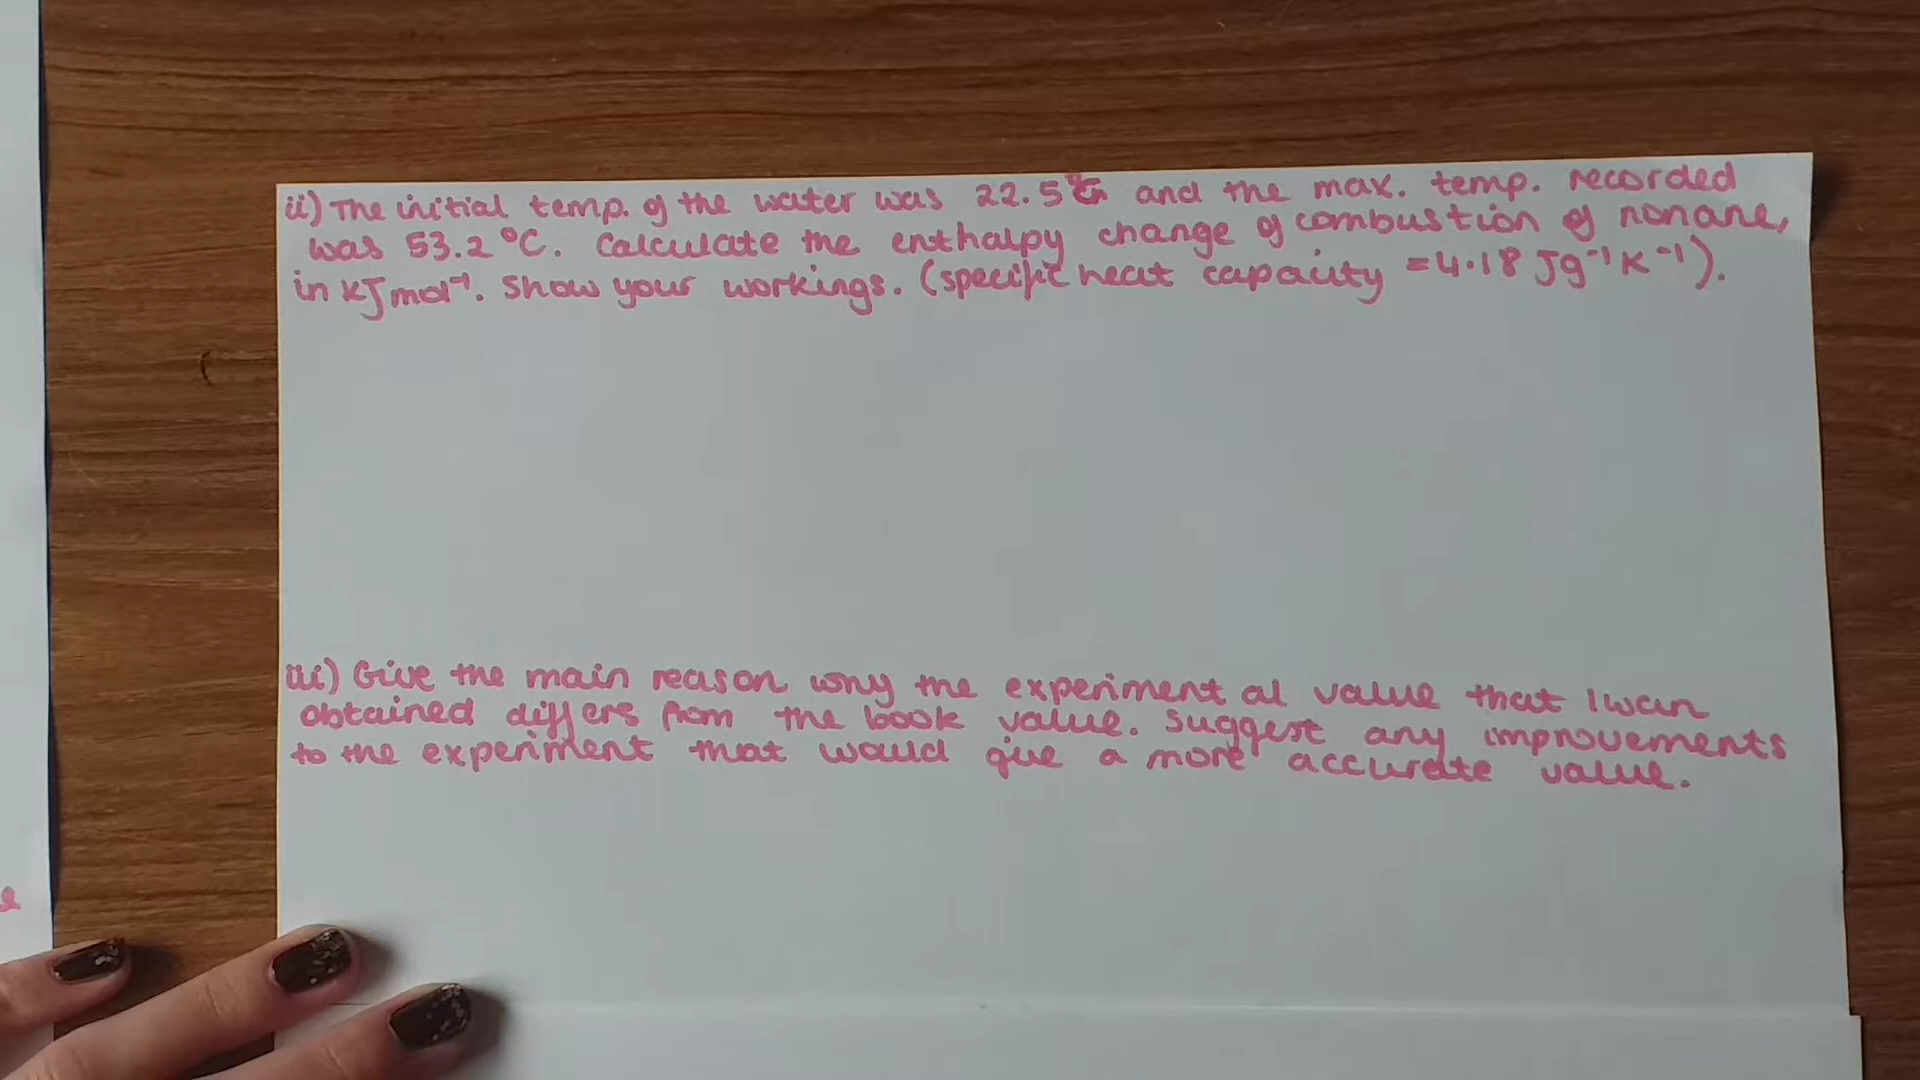 ii) The initial temp. of the water was 22.5°C and the max. temp. recorded
was 53.2 °C. Calculate the enthalpy change of combustion of nonane,
in kJmol⁻¹. Show your workings. (specific heat capacity = 4.18 Jg⁻¹K⁻¹).
iii) Give the main reason why the experiment al value that Iwan
obtained differs from the book value. Suggest any improvements
to the experiment that would give a more accurate value.